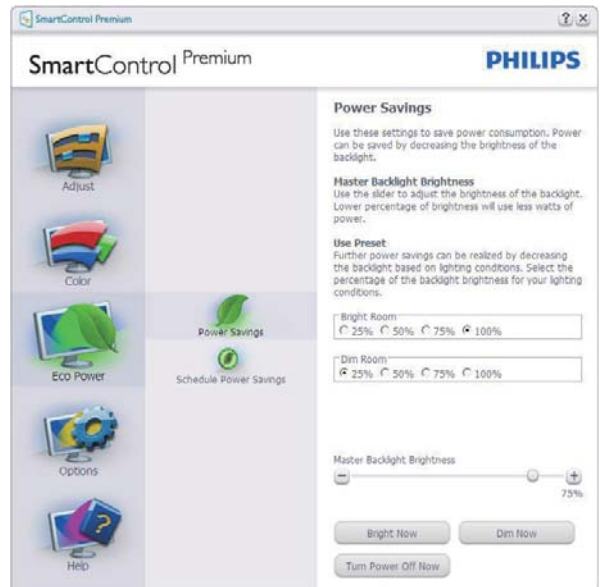 SmartControl Premium
? ×
SmartControl Premium
PHILIPS
Adjust
Color
Eco Power
Options
Help
Power Savings
Schedule Power Savings
Power Savings
Use these settings to save power consumption. Power
can be saved by decreasing the brightness of the
backlight.
Master Backlight Brightness
Use the slider to adjust the brightness of the backlight.
Lower percentage of brightness will use less watts of
power.
Use Preset
Further power savings can be realized by decreasing
the backlight based on lighting conditions. Select the
percentage of the backlight brightness for your lighting
conditions.
Bright Room
25% 50% 75% 100%
Dim Room
25% 50% 75% 100%
Master Backlight Brightness
75%
Bright Now Dim Now
Turn Power Off Now